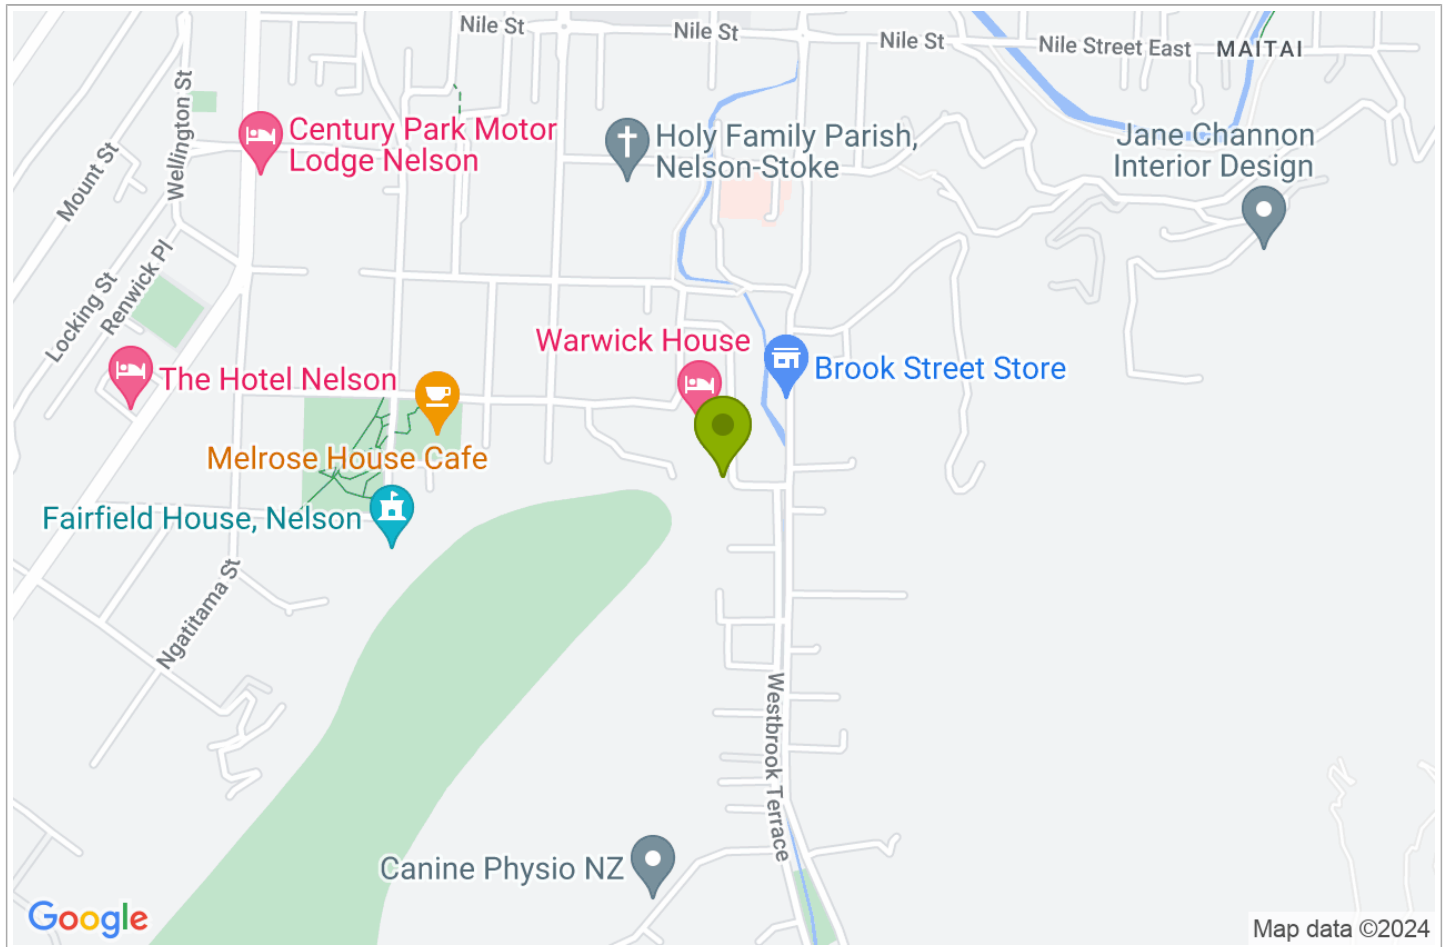 Nile St
Nile St
Nile St
Nile Street East
MAITAI
Wellington St
Mount St
Century Park Motor
Lodge Nelson
Holy Family Parish,
Nelson-Stoke
Jane Channon
Interior Design
Renwick Pl
Locking St
Warwick House
Brook Street Store
The Hotel Nelson
Melrose House Cafe
Fairfield House, Nelson
Ngatitama St
Westbrook Terrace
Canine Physio NZ
Google
Map data ©2024